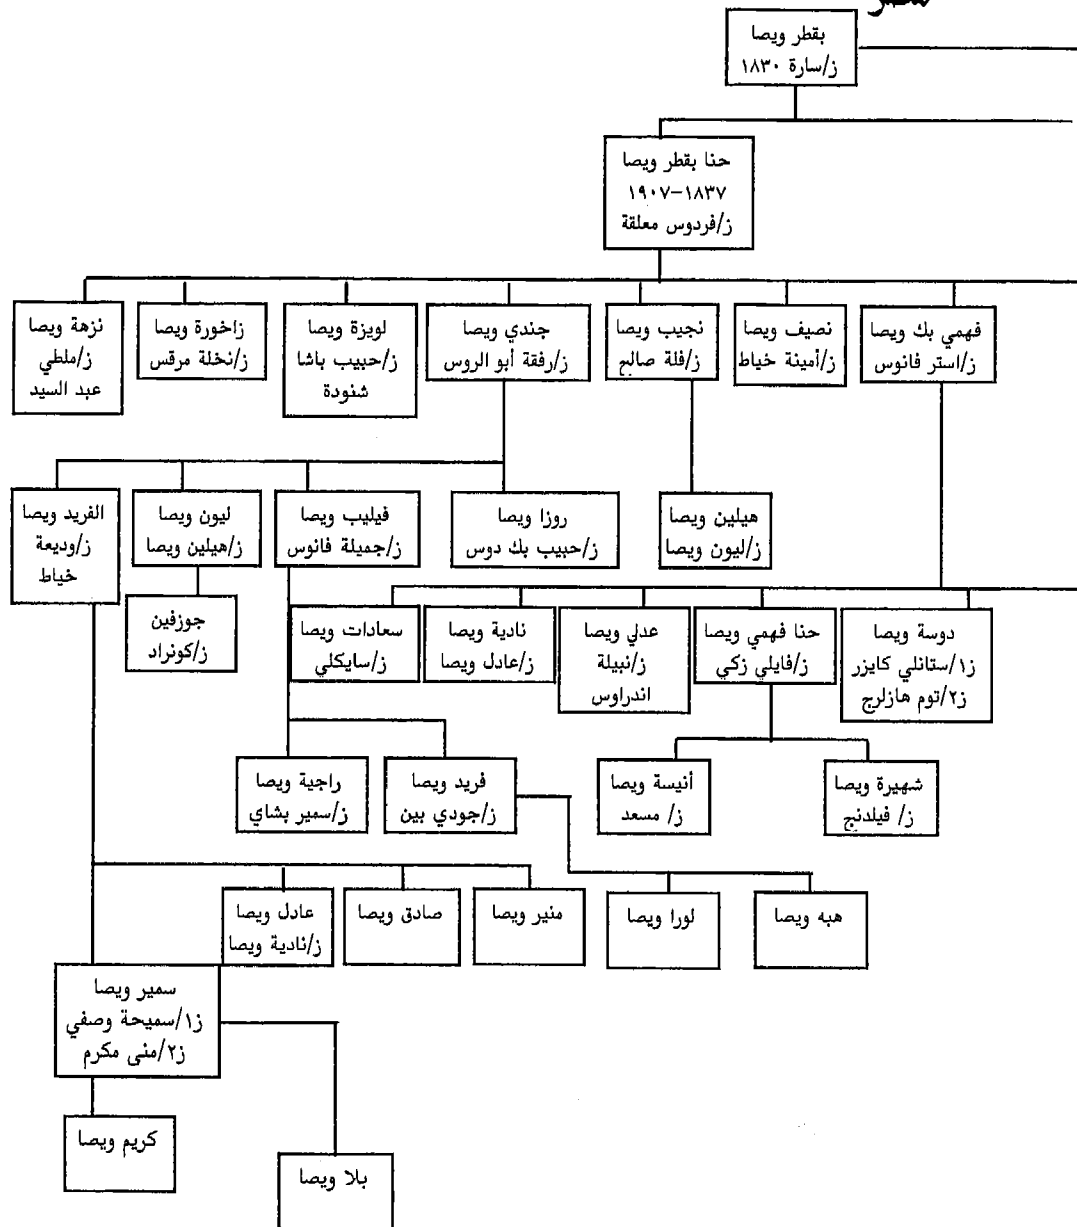 مصر
بقطر ويصا
ز/سارة ١٨٣٠
حنا بقطر ويصا
١٨٣٧–١٩٠٧
ز/فردوس معلقة
فهمي بك ويصا
ز/استر فانوس
نصيف ويصا
ز/أمينة خياط
نجيب ويصا
ز/فلة صالح
جندي ويصا
ز/رفقة أبو الروس
لويزة ويصا
ز/حبيب باشا
شنودة
زاخورة ويصا
ز/نخلة مرقس
نزهة ويصا
ز/ملطي
عبد السيد
هيلين ويصا
ز/ليون ويصا
روزا ويصا
ز/حبيب بك دوس
فيليب ويصا
ز/جميلة فانوس
ليون ويصا
ز/هيلين ويصا
الفريد ويصا
ز/وديعة
خياط
دوسة ويصا
ز١/ستانلي كايزر
ز٢/توم هازلرج
حنا فهمي ويصا
ز/فايلي زكي
عدلي ويصا
ز/نبيلة
اندراوس
نادية ويصا
ز/عادل ويصا
سعادات ويصا
ز/سايكلي
جوزفين
ز/كونراد
شهيرة ويصا
ز/ فيلدنج
أنيسة ويصا
ز/ مسعد
فريد ويصا
ز/جودي بين
راجية ويصا
ز/سمير بشاي
هبه ويصا
لورا ويصا
منير ويصا
صادق ويصا
عادل ويصا
ز/نادية ويصا
سمير ويصا
ز١/سميحة وصفي
ز٢/منى مكرم
كريم ويصا
بلا ويصا